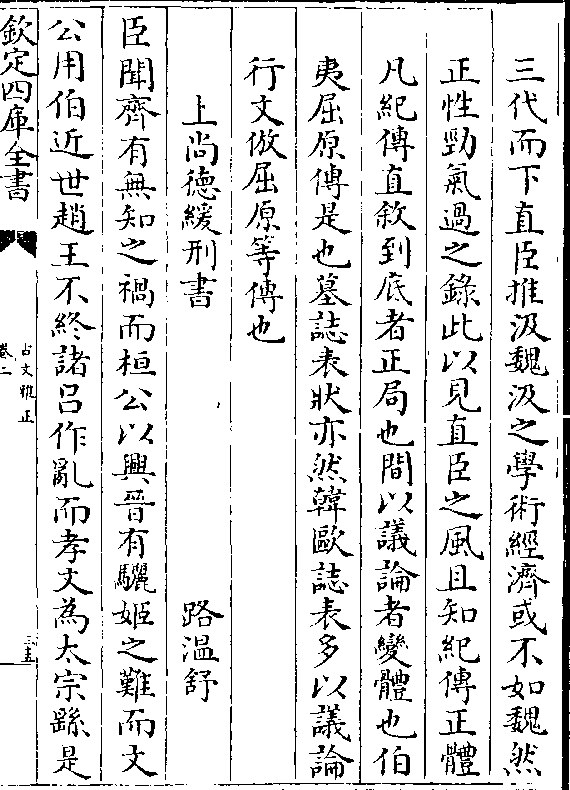 三代而下直臣推汲魏汲之學術經濟或不如魏然
正性勁氣過之錄此以見直臣之風且知紀傳正體
凡紀傳直敘到底者正局也間以議論者變體也伯
夷屈原傳是也墓誌表狀亦然韓歐誌表多以議論
行文倣屈原等傳也
上尚德緩刑書 路溫舒
臣聞齊有無知之禍而桓公以興晉有驪姬之難而文
公用伯近世趙王不終諸呂作亂而孝文為太宗繇是
欽定四庫全書
古文雅正
卷二
三五